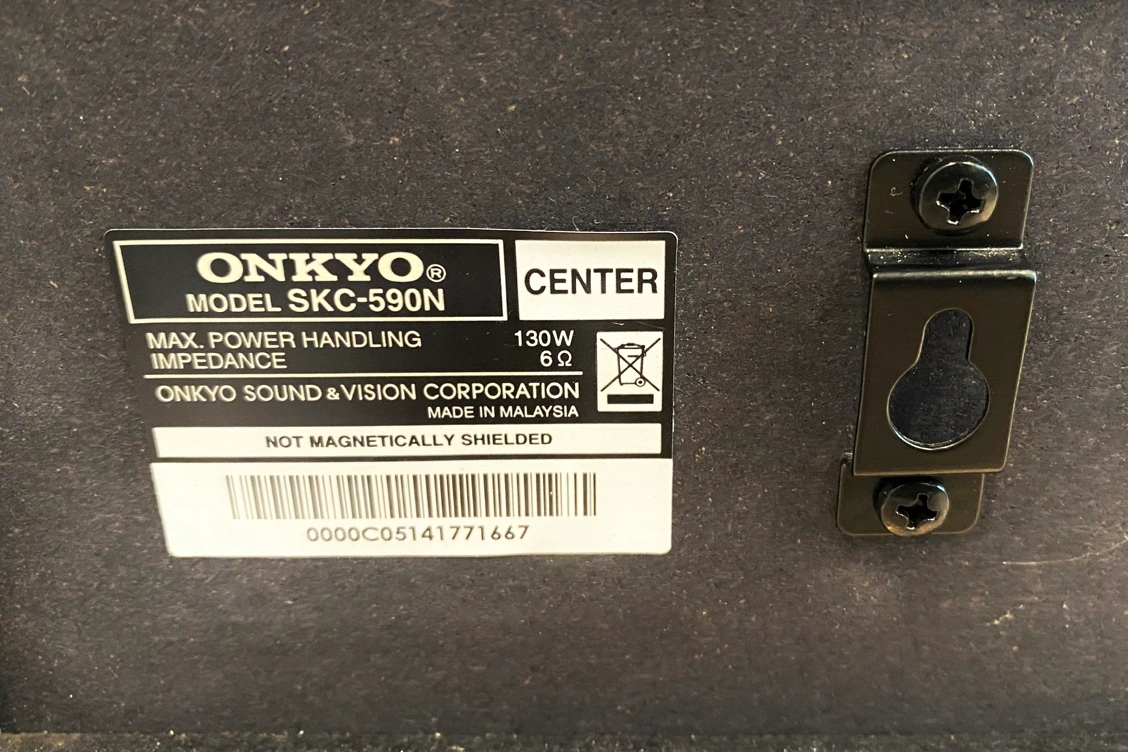 ONKYO®
MODEL SKC-590N
CENTER
MAX. POWER HANDLING 130W
IMPEDANCE 6 Ω
ONKYO SOUND & VISION CORPORATION
MADE IN MALAYSIA
NOT MAGNETICALLY SHIELDED
0000C05141771667